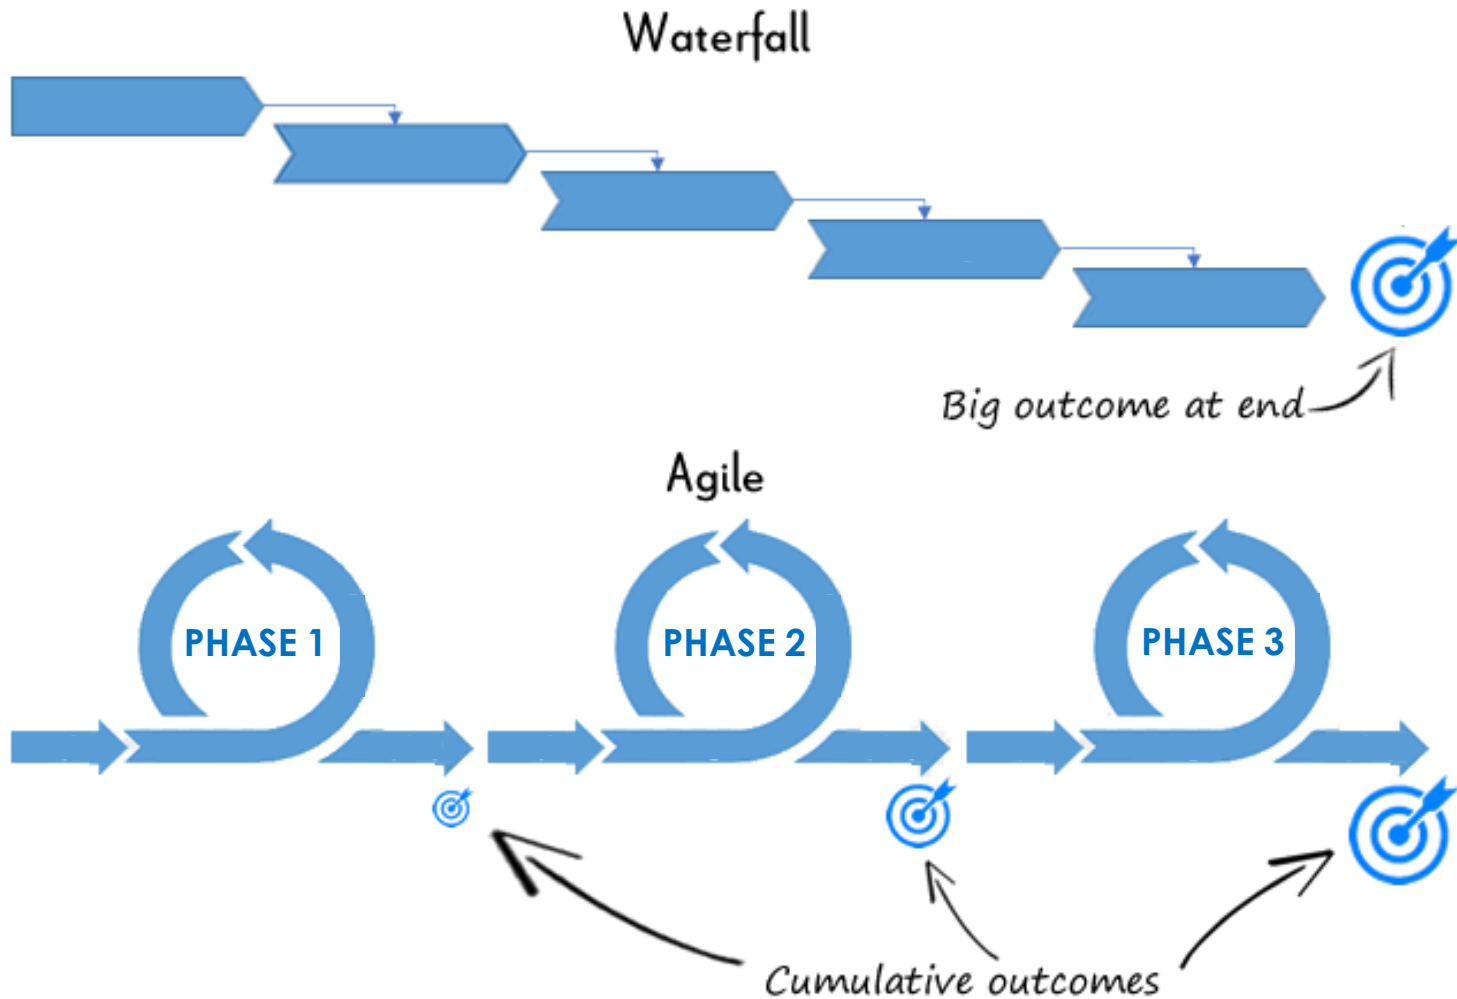 Waterfall
Big outcome at end
Agile
PHASE 1
PHASE 2
PHASE 3
Cumulative outcomes